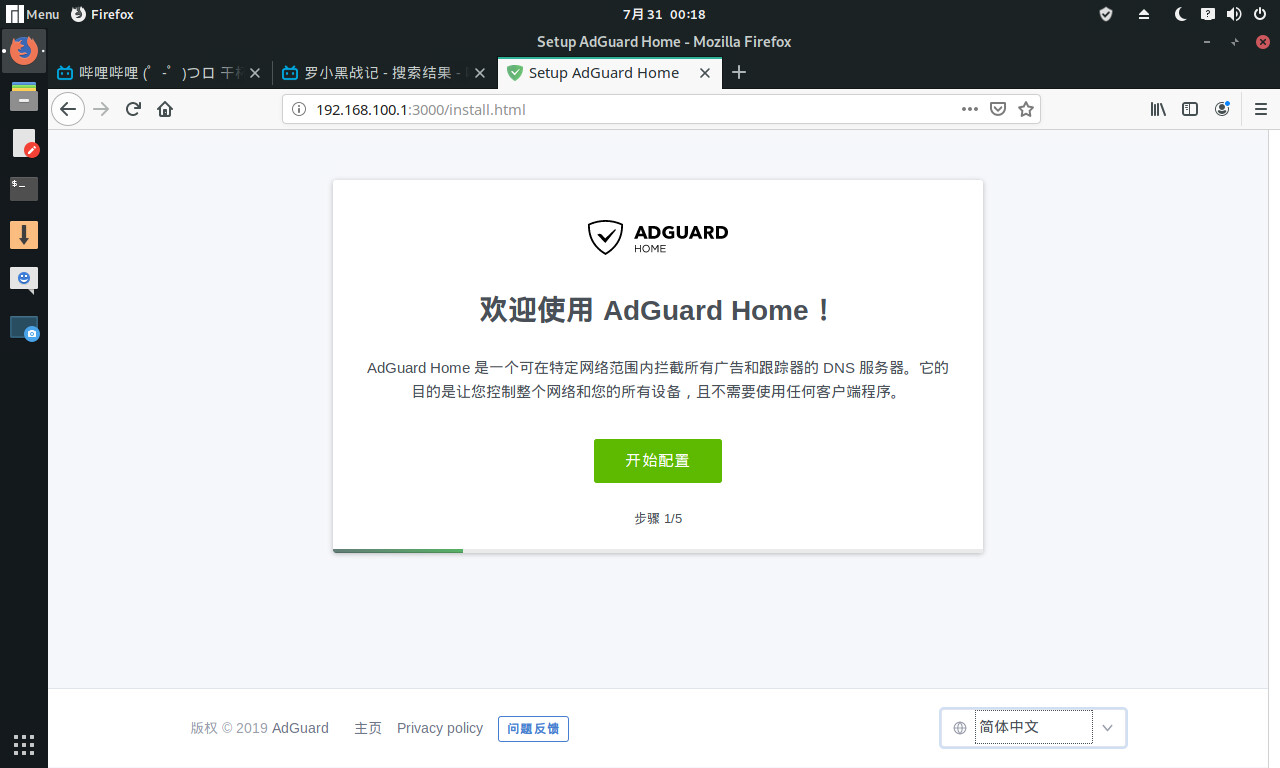 Menu Firefox 7月31 00:18
Setup AdGuard Home - Mozilla Firefox
哔哩哔哩 (゜-゜)つロ 干 罗小黑战记 - 搜索结果 - Setup AdGuard Home
192.168.100.1:3000/install.html
$_
ADGUARD
HOME
欢迎使用 AdGuard Home！
AdGuard Home 是一个可在特定网络范围内拦截所有广告和跟踪器的 DNS 服务器。它的
目的是让您控制整个网络和您的所有设备，且不需要使用任何客户端程序。
开始配置
步骤 1/5
版权 © 2019 AdGuard 主页 Privacy policy 问题反馈 简体中文